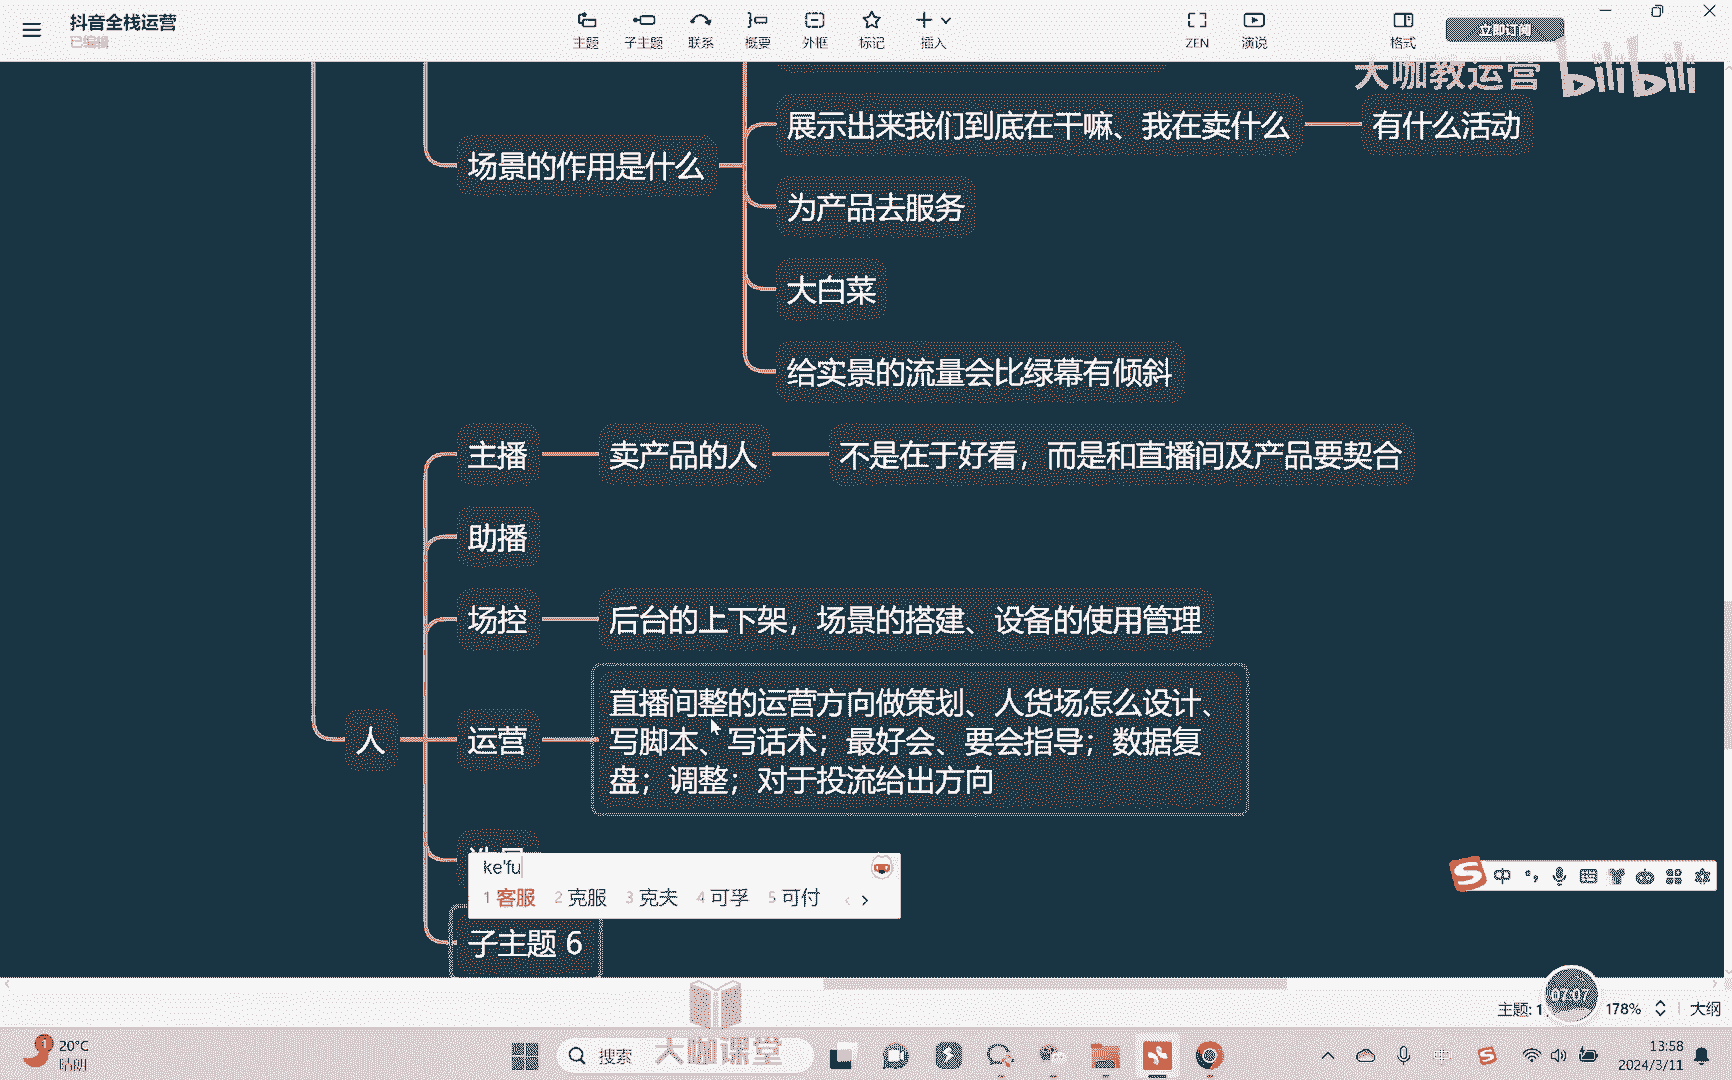 抖音全栈运营
已编辑
主题
子主题
联系
概要
外框
标记
插入
ZEN
演说
格式
立即订阅
大咖教运营 bilibili
展示出来我们到底在干嘛、我在卖什么
有什么活动
场景的作用是什么
为产品去服务
大白菜
给实景的流量会比绿幕有倾斜
主播
卖产品的人
不是在于好看，而是和直播间及产品要契合
助播
场控
后台的上下架，场景的搭建、设备的使用管理
直播间整的运营方向做策划、人货场怎么设计、
写脚本、写话术；最好会、要会指导；数据复
盘；调整；对于投流给出方向
人
运营
ke'fu
1 客服 2 克服 3 克夫 4 可孚 5 可付
子主题 6
中
07:07
主题: 1
178%
大纲
1
20°C
晴朗
搜索
大咖课堂
中
13:58
2024/3/11